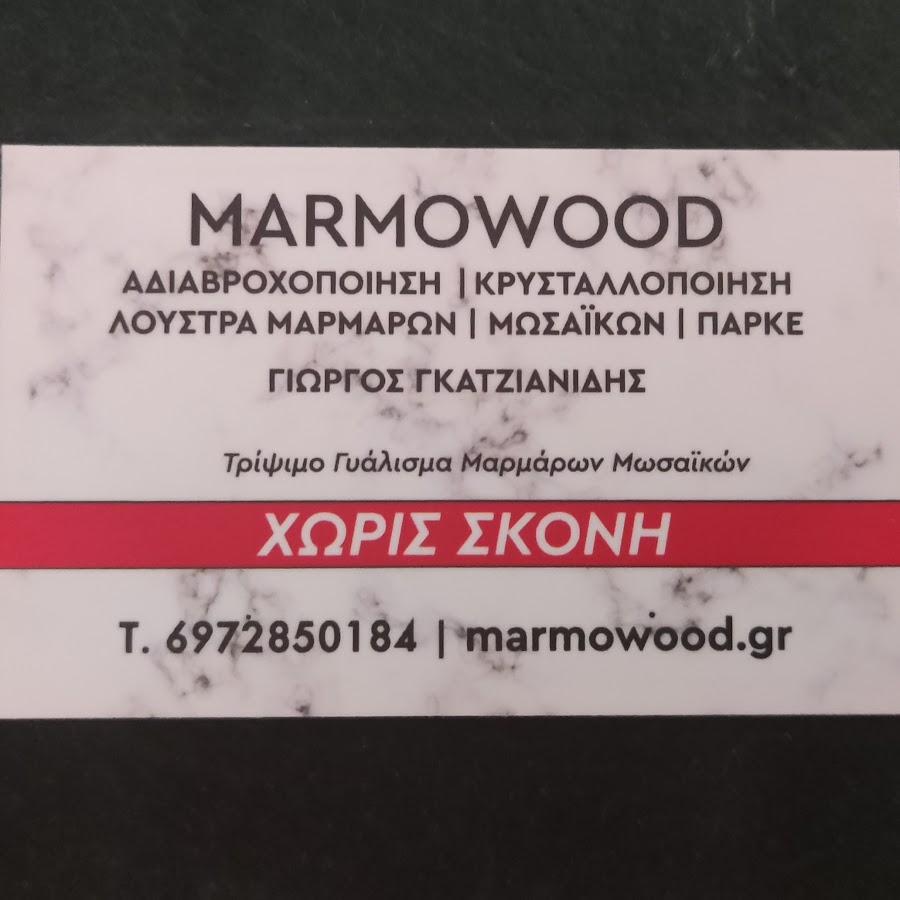 MARMOWOOD
ΑΔΙΑΒΡΟΧΟΠΟΙΗΣΗ | ΚΡΥΣΤΑΛΛΟΠΟΙΗΣΗ
ΛΟΥΣΤΡΑ ΜΑΡΜΑΡΩΝ | ΜΩΣΑΪΚΩΝ | ΠΑΡΚΕ
ΓΙΩΡΓΟΣ ΓΚΑΤΖΙΑΝΙΔΗΣ
Τρίψιμο Γυάλισμα Μαρμάρων Μωσαϊκών
ΧΩΡΙΣ ΣΚΟΝΗ
Τ. 6972850184 | marmowood.gr